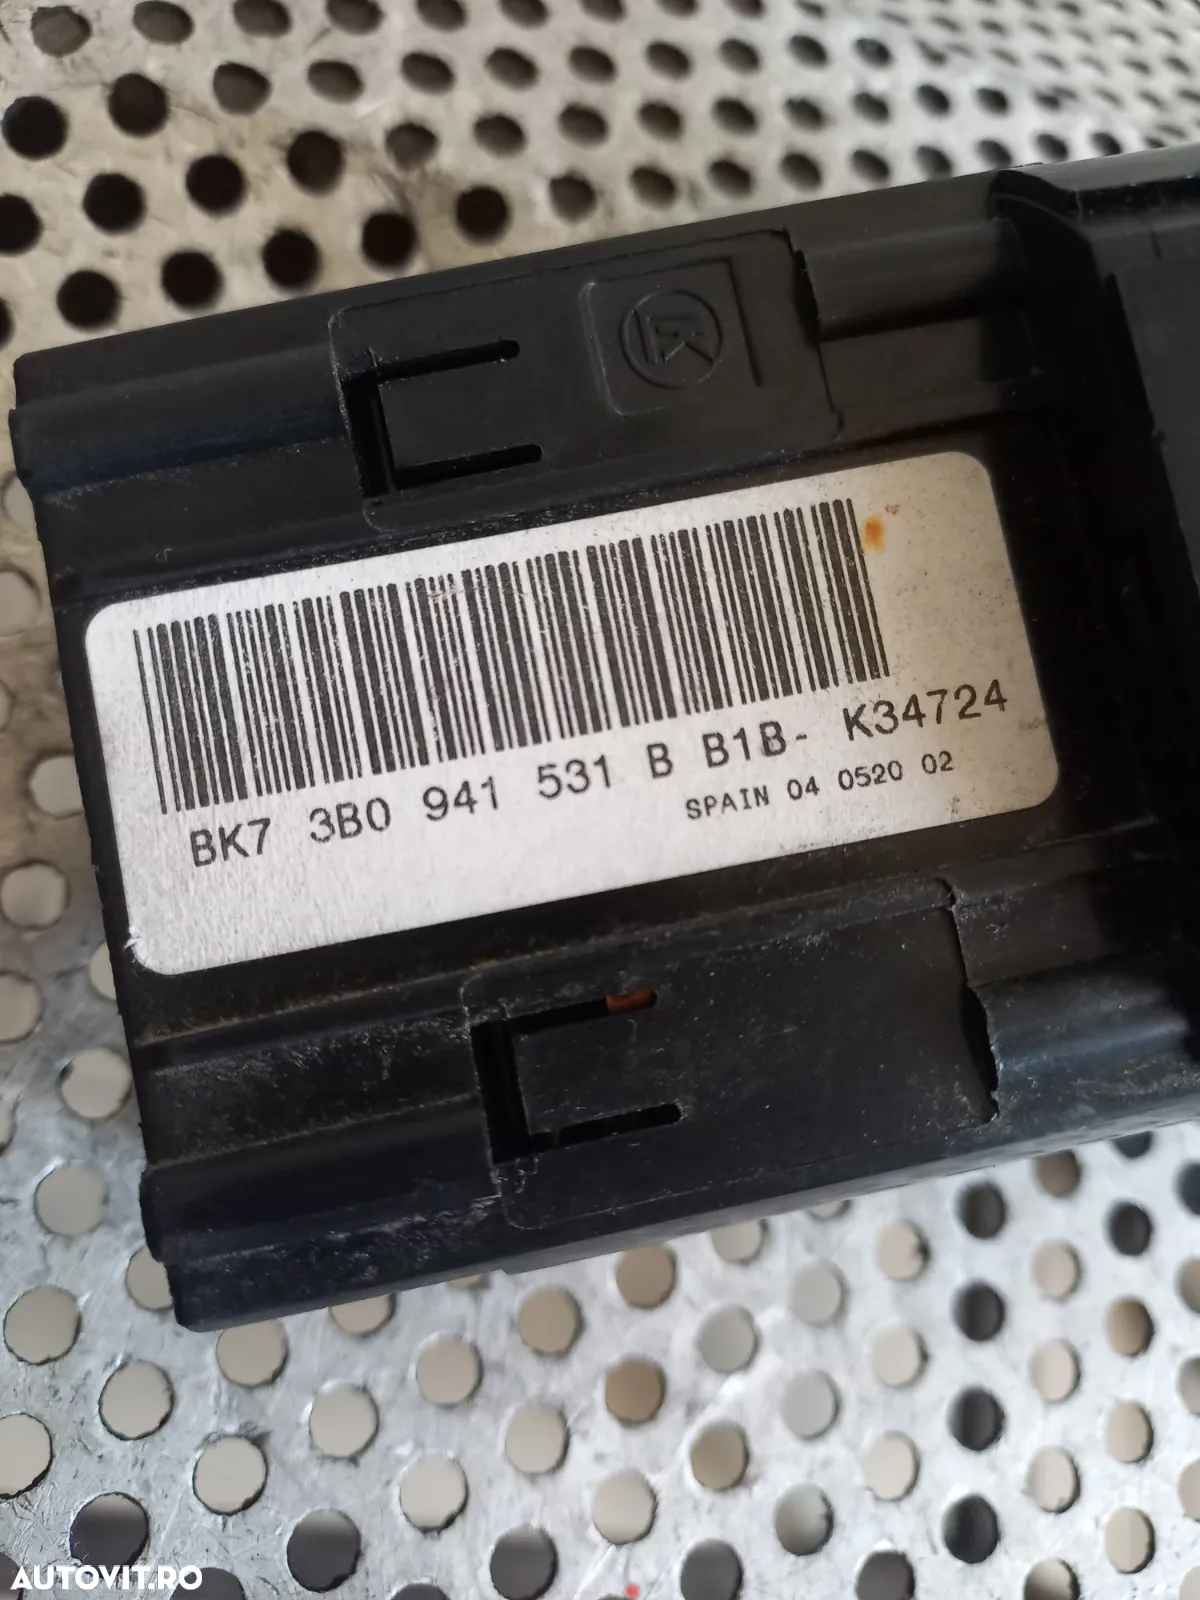 BK7 3B0 941 531 B B1B- K34724
SPAIN 04 0520 02
AUTOVIT.RO